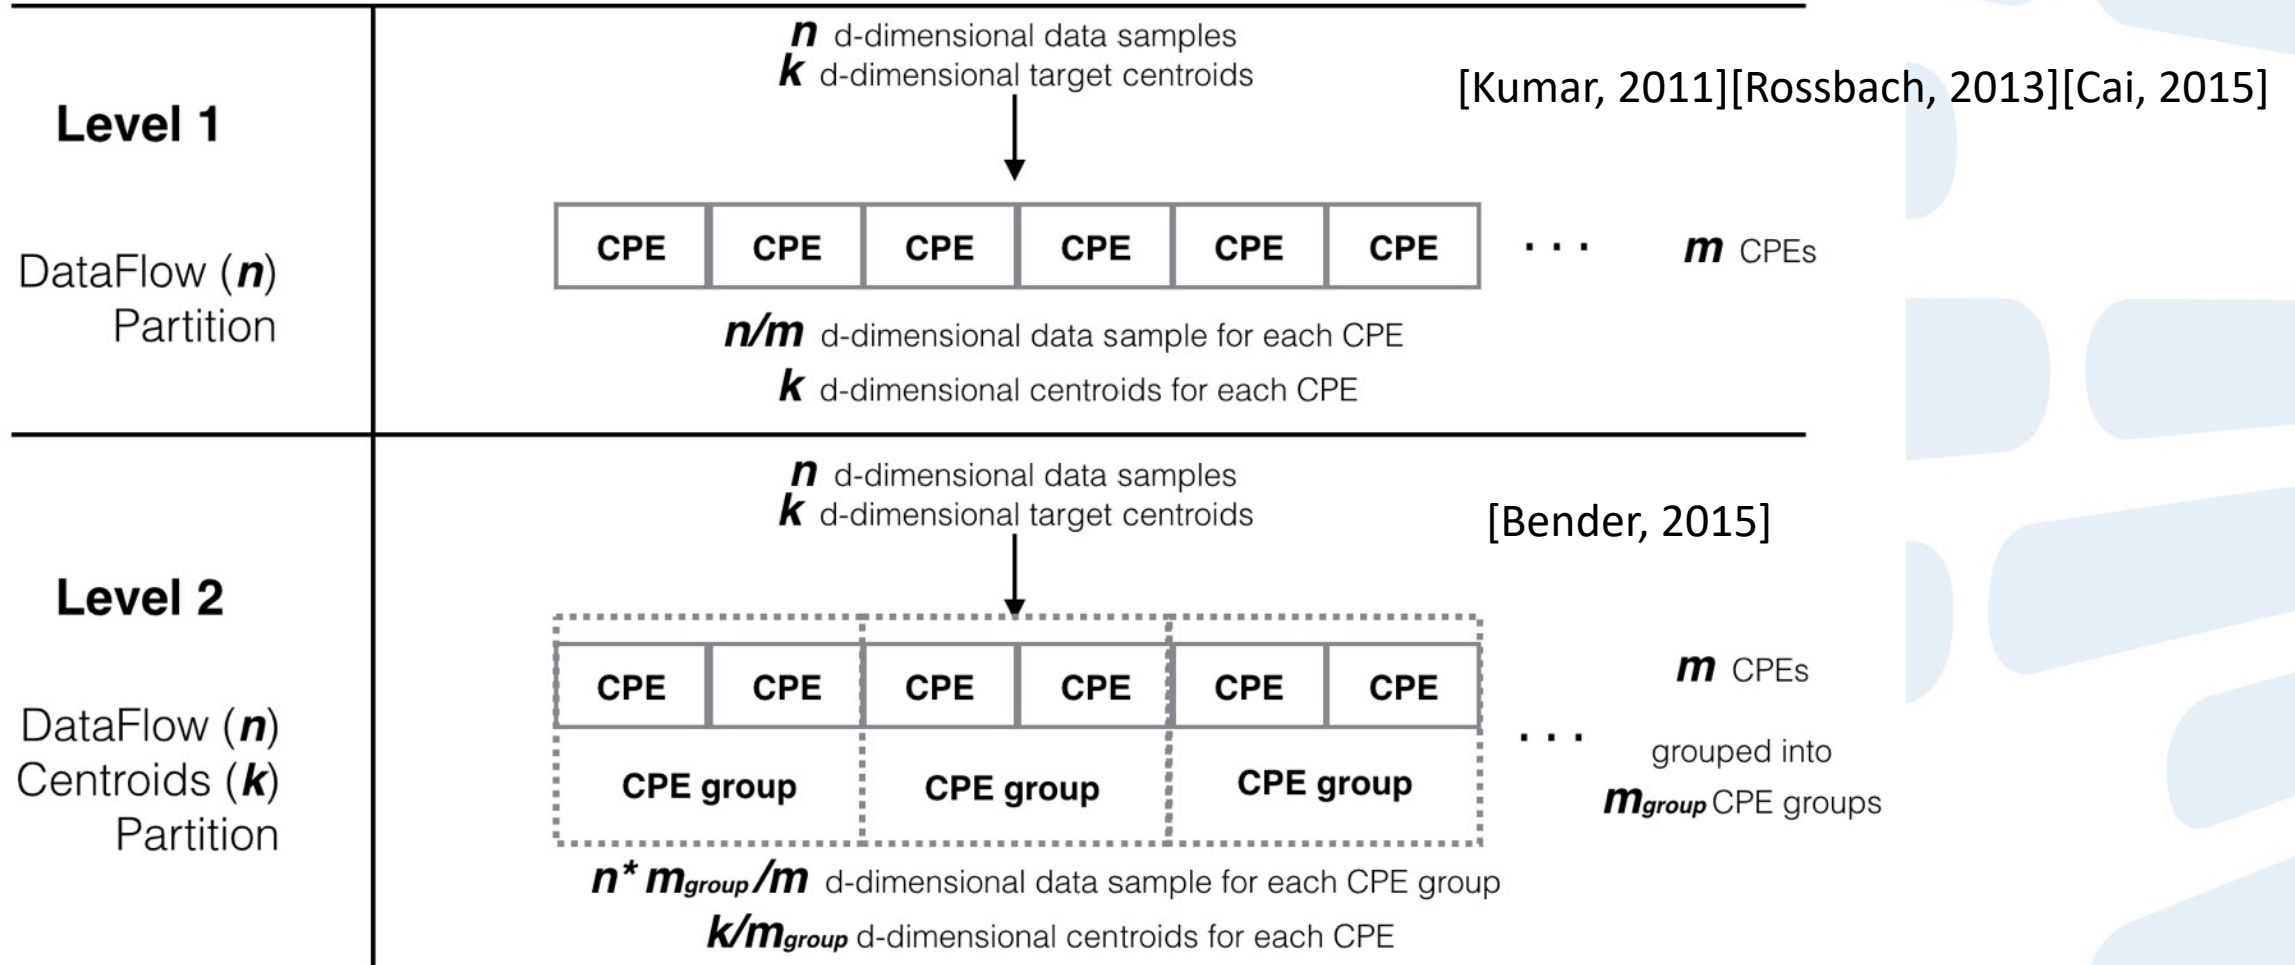 n d-dimensional data samples
k d-dimensional target centroids
[Kumar, 2011][Rossbach, 2013][Cai, 2015]
Level 1
DataFlow (n)
Partition
CPE CPE CPE CPE CPE CPE ... m CPEs
n/m d-dimensional data sample for each CPE
k d-dimensional centroids for each CPE
n d-dimensional data samples
k d-dimensional target centroids
[Bender, 2015]
Level 2
DataFlow (n)
Centroids (k)
Partition
CPE CPE CPE CPE CPE CPE
CPE group CPE group CPE group
...
m CPEs
grouped into
mgroup CPE groups
n* mgroup/m d-dimensional data sample for each CPE group
k/mgroup d-dimensional centroids for each CPE